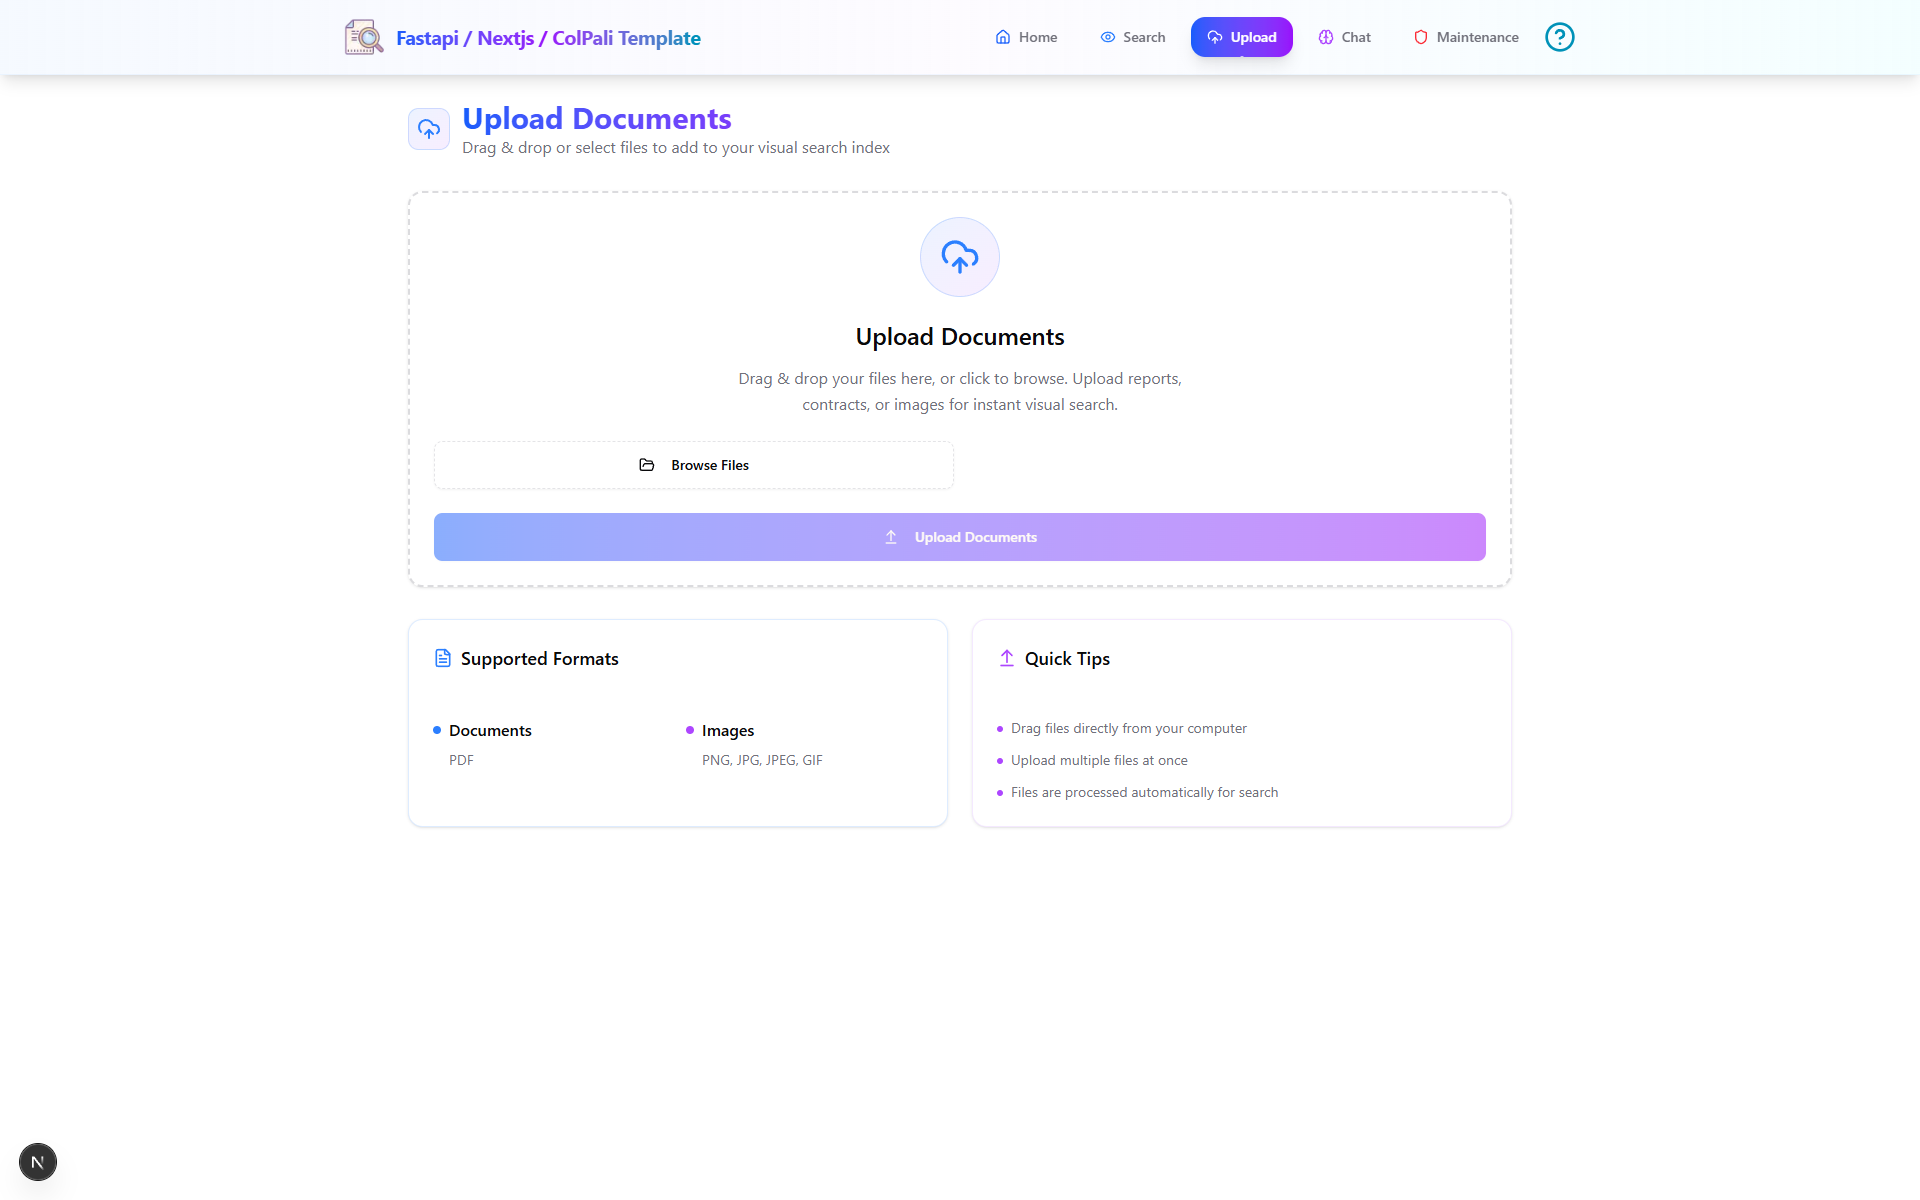 Fastapi / Nextjs / ColPali Template
Home
Search
Upload
Chat
Maintenance
?
Upload Documents
Drag & drop or select files to add to your visual search index
Upload Documents
Drag & drop your files here, or click to browse. Upload reports,
contracts, or images for instant visual search.
Browse Files
Upload Documents
Supported Formats
Documents
PDF
Images
PNG, JPG, JPEG, GIF
Quick Tips
Drag files directly from your computer
Upload multiple files at once
Files are processed automatically for search
N